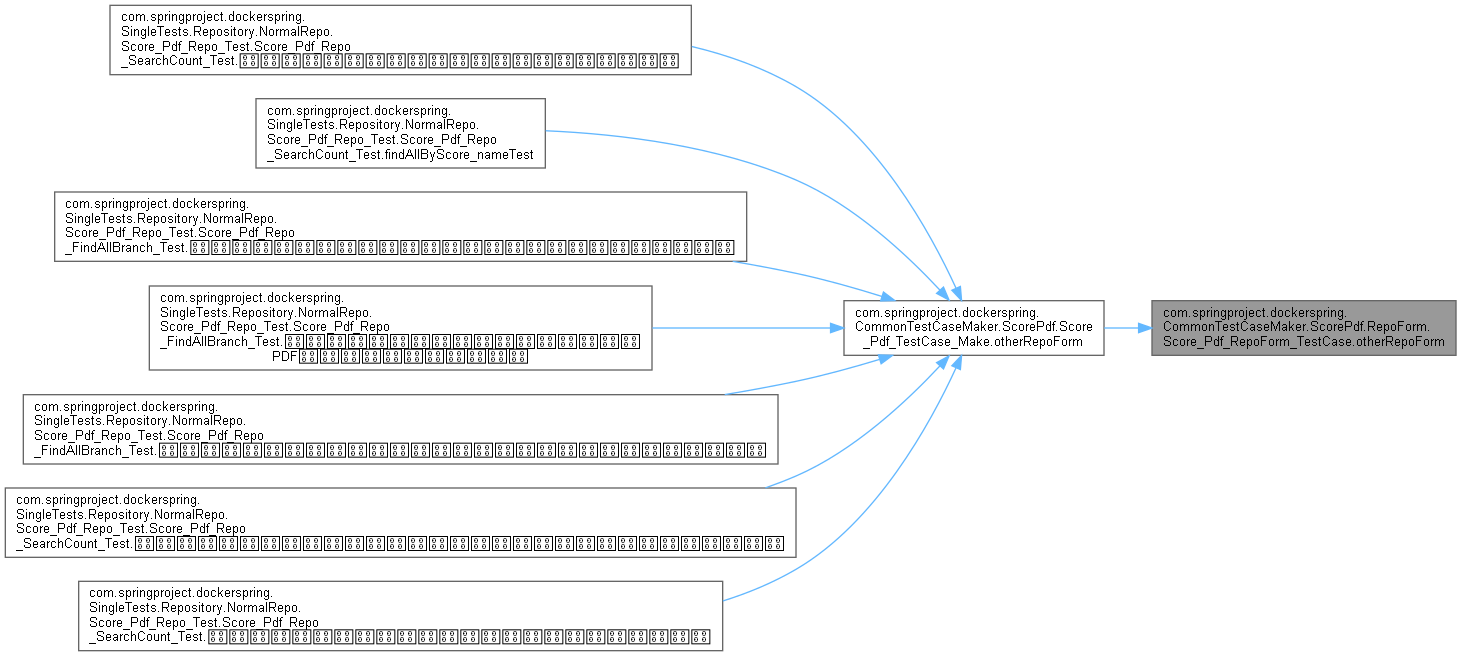 com.springproject.dockerspring.
SingleTests.Repository.NormalRepo.
Score_Pdf_Repo_Test.Score_Pdf_Repo
_SearchCount_Test.
com.springproject.dockerspring.
SingleTests.Repository.NormalRepo.
Score_Pdf_Repo_Test.Score_Pdf_Repo
_SearchCount_Test.findAllByScore_nameTest
com.springproject.dockerspring.
SingleTests.Repository.NormalRepo.
Score_Pdf_Repo_Test.Score_Pdf_Repo
_FindAllBranch_Test.
com.springproject.dockerspring.
SingleTests.Repository.NormalRepo.
Score_Pdf_Repo_Test.Score_Pdf_Repo
_FindAllBranch_Test.
PDF
com.springproject.dockerspring.
SingleTests.Repository.NormalRepo.
Score_Pdf_Repo_Test.Score_Pdf_Repo
_FindAllBranch_Test.
com.springproject.dockerspring.
SingleTests.Repository.NormalRepo.
Score_Pdf_Repo_Test.Score_Pdf_Repo
_SearchCount_Test.
com.springproject.dockerspring.
SingleTests.Repository.NormalRepo.
Score_Pdf_Repo_Test.Score_Pdf_Repo
_SearchCount_Test.
com.springproject.dockerspring.
CommonTestCaseMaker.ScorePdf.Score
_Pdf_TestCase_Make.otherRepoForm
com.springproject.dockerspring.
CommonTestCaseMaker.ScorePdf.RepoForm.
Score_Pdf_RepoForm_TestCase.otherRepoForm